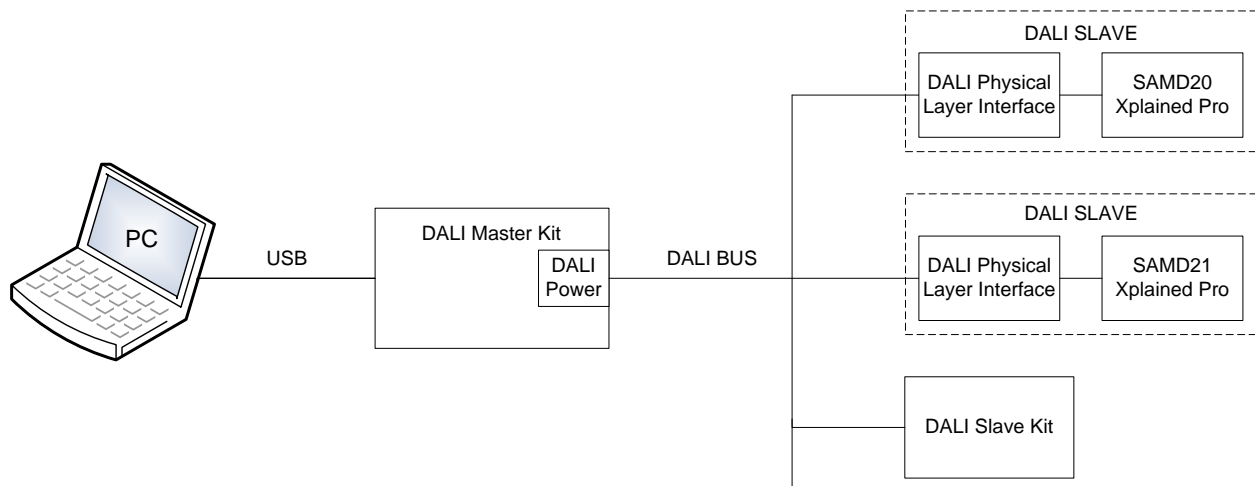 PC
USB
DALI Master Kit
DALI
Power
DALI BUS
DALI SLAVE
DALI Physical
Layer Interface
SAMD20
Xplained Pro
DALI SLAVE
DALI Physical
Layer Interface
SAMD21
Xplained Pro
DALI Slave Kit